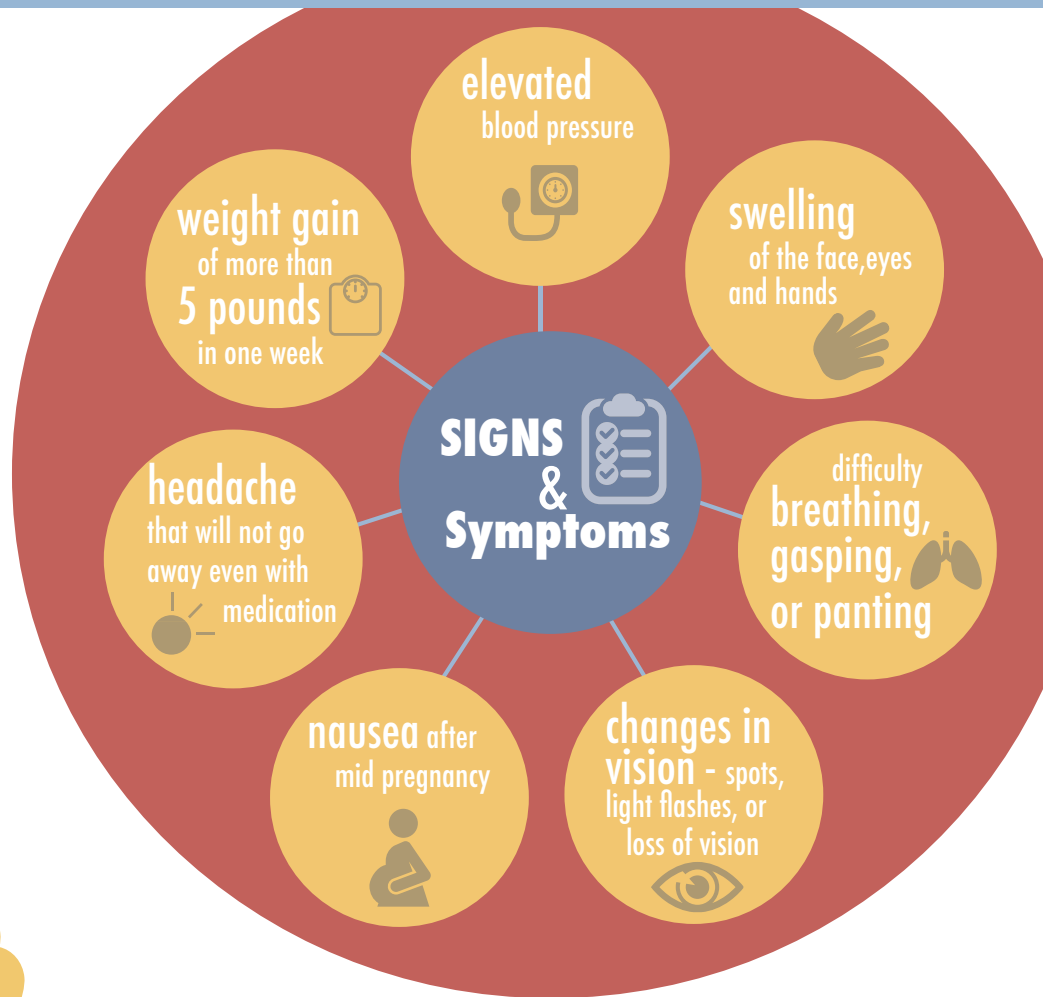 elevated
blood pressure
swelling
of the face,eyes
and hands
difficulty
breathing,
gasping,
or panting
changes in
vision - spots,
light flashes, or
loss of vision
nausea after
mid pregnancy
headache
that will not go
away even with
medication
weight gain
of more than
5 pounds
in one week
SIGNS
&
Symptoms